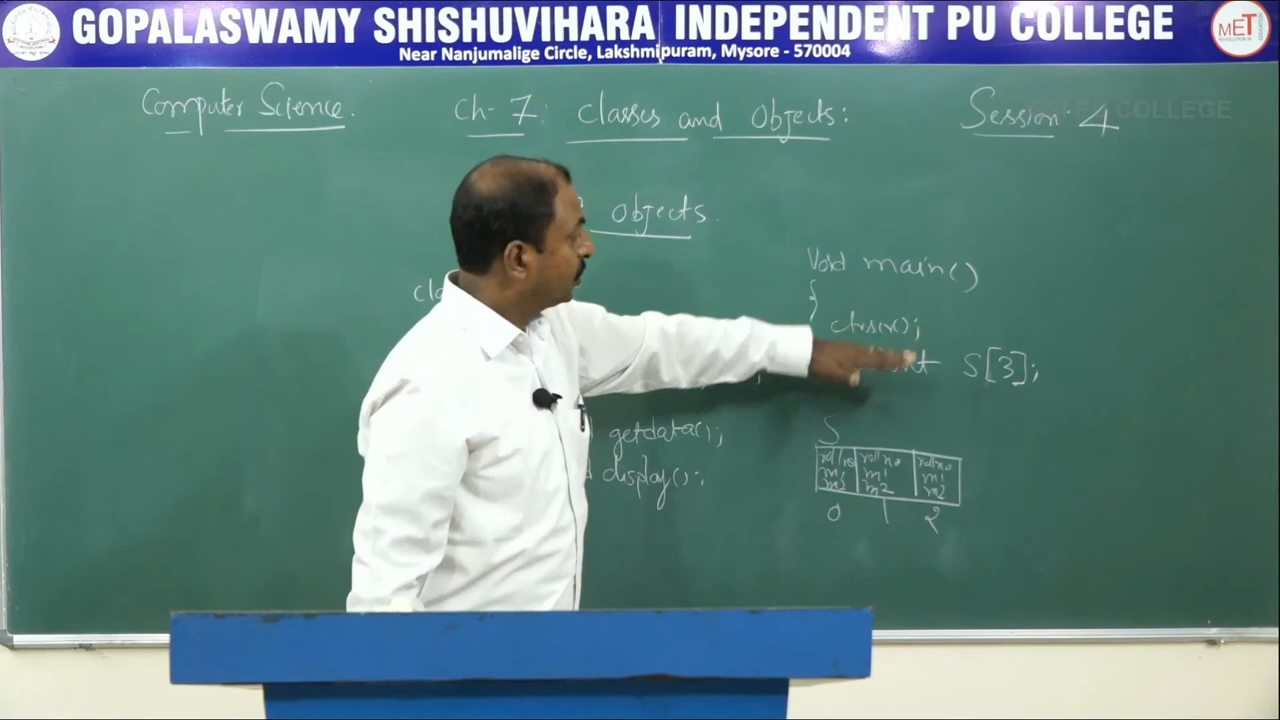 GOPALASWAMY SHISHUVIHARA INDEPENDENT PU COLLEGE
Near Nanjumalige Circle, Lakshmipuram, Mysore - 570004
MET
Computer Science.
Ch- 7: Classes and Objects:
Session. 4
COLLEGE
Objects.
Void main()
{
clrscr();
S[3];
getdata();
display();
S
rollno rollno rollno
m1 m1 m1
m2 m2 m2
0 1 2